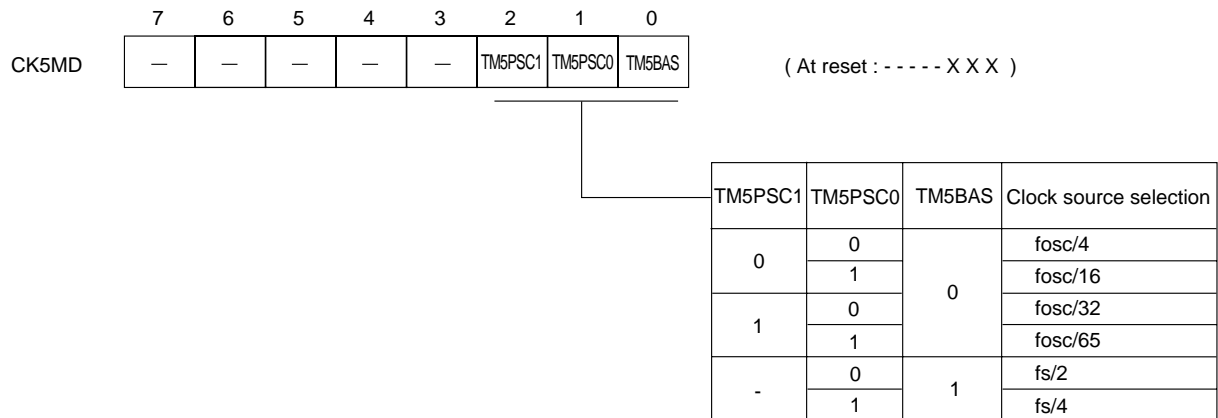 7 6 5 4 3 2 1 0
CK5MD — — — — — TM5PSC1 TM5PSC0 TM5BAS ( At reset : - - - - - X X X )
TM5PSC1 TM5PSC0 TM5BAS Clock source selection
0 0 0 fosc/4
1 fosc/16
1 0 fosc/32
1 fosc/65
- 0 1 fs/2
1 fs/4